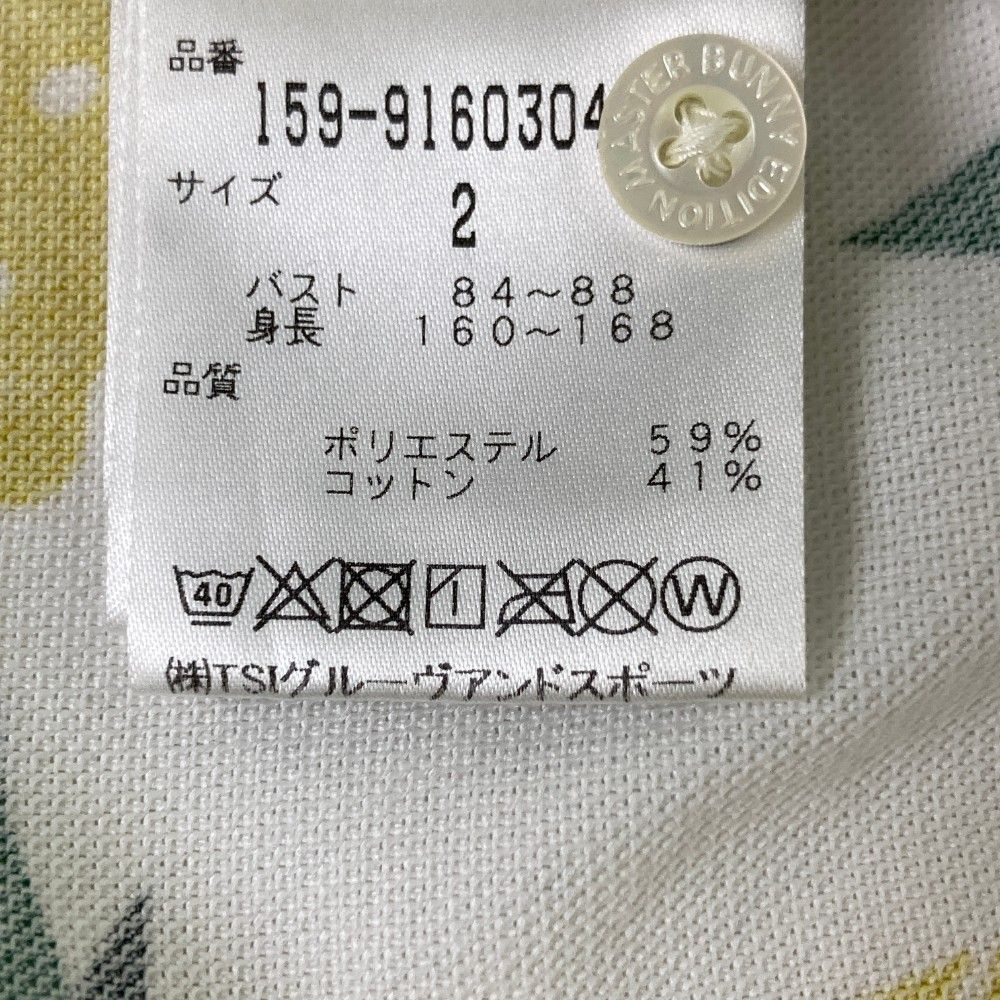 品番
159-9160304
MASTER BUNNY EDITION
サイズ
2
バスト 84～88
身長 160～168
品質
ポリエステル 59%
コットン 41%
40
W
㈱TSIグルーヴアンドスポーツ